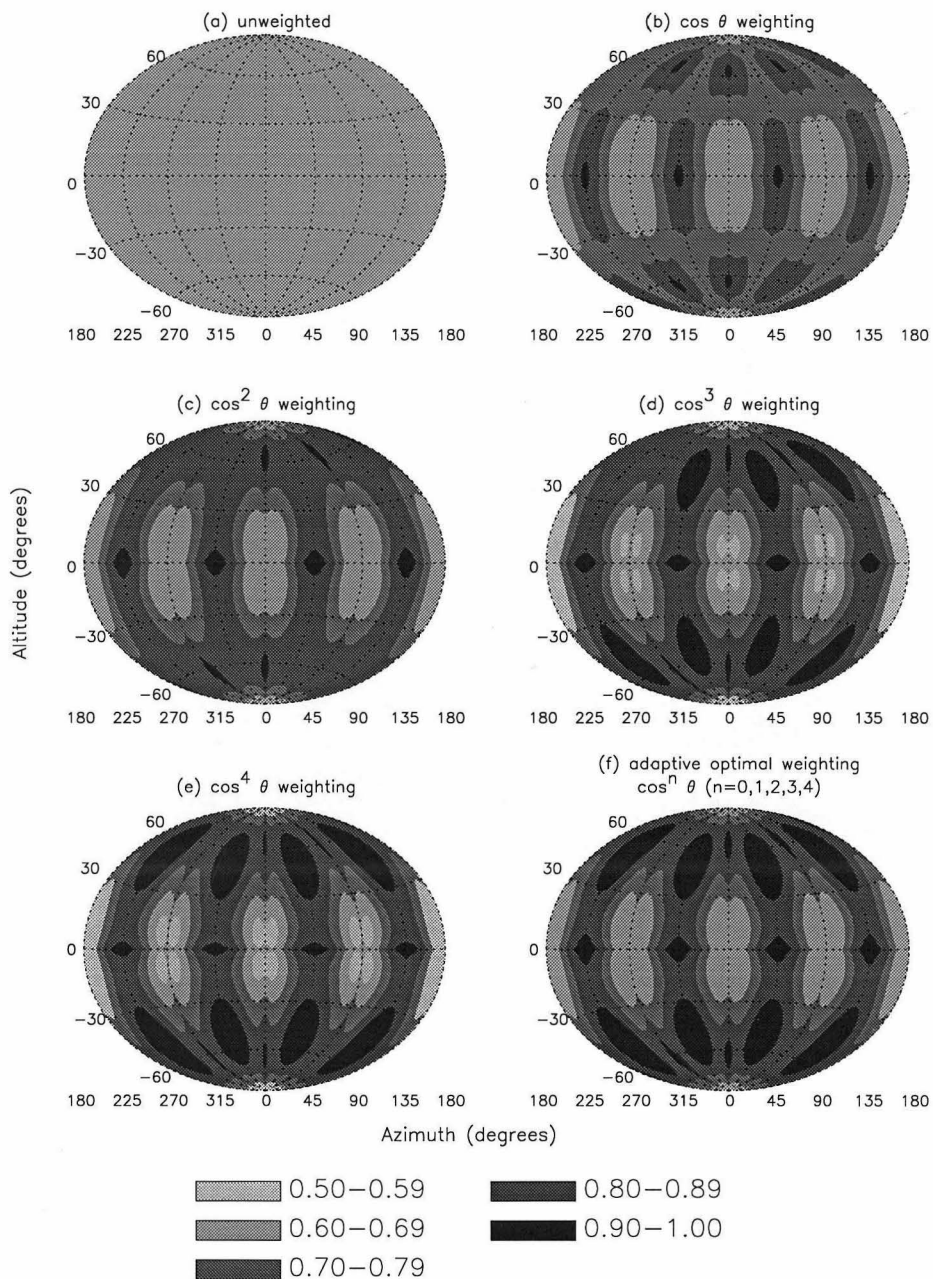 (a) unweighted
(b) cos θ weighting
60
30
0
−30
−60
180 225 270 315 0 45 90 135 180
60
30
0
−30
−60
180 225 270 315 0 45 90 135 180
(c) cos² θ weighting
(d) cos³ θ weighting
Altitude (degrees)
60
30
0
−30
−60
180 225 270 315 0 45 90 135 180
60
30
0
−30
−60
180 225 270 315 0 45 90 135 180
(e) cos⁴ θ weighting
(f) adaptive optimal weighting
cosⁿ θ (n=0,1,2,3,4)
60
30
0
−30
−60
180 225 270 315 0 45 90 135 180
60
30
0
−30
−60
180 225 270 315 0 45 90 135 180
Azimuth (degrees)
0.50−0.59
0.80−0.89
0.60−0.69
0.90−1.00
0.70−0.79